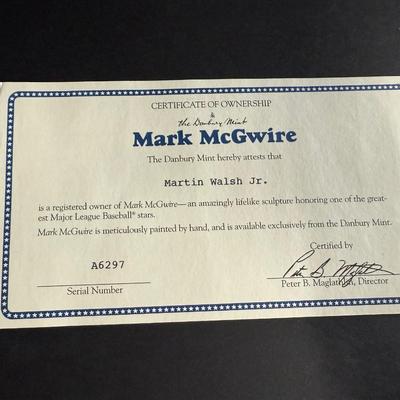 CERTIFICATE OF OWNERSHIP
&
the Danbury Mint
Mark McGwire
The Danbury Mint hereby attests that
Martin Walsh Jr.
is a registered owner of Mark McGwire—an amazingly lifelike sculpture honoring one of the great-
est Major League Baseball® stars.
Mark McGwire is meticulously painted by hand, and is available exclusively from the Danbury Mint.
Certified by
A6297
Serial Number
Peter B. Maglathlin, Director